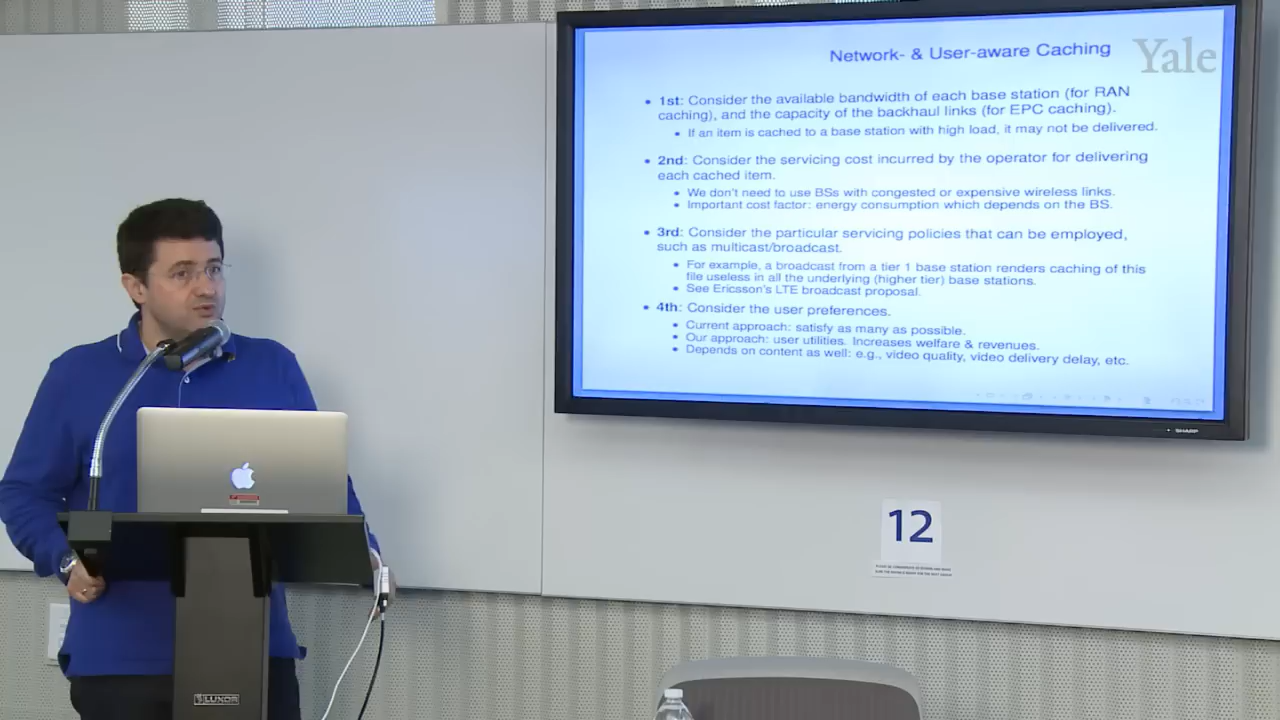 Network- & User-aware Caching
Yale
• 1st: Consider the available bandwidth of each base station (for RAN
caching), and the capacity of the backhaul links (for EPC caching).
• If an item is cached to a base station with high load, it may not be delivered.
• 2nd: Consider the servicing cost incurred by the operator for delivering
each cached item.
• We don't need to use BSs with congested or expensive wireless links.
• Important cost factor: energy consumption which depends on the BS.
• 3rd: Consider the particular servicing policies that can be employed,
such as multicast/broadcast.
• For example, a broadcast from a tier 1 base station renders caching of this
file useless in all the underlying (higher tier) base stations.
• See Ericsson's LTE broadcast proposal.
• 4th: Consider the user preferences.
• Current approach: satisfy as many as possible.
• Our approach: user utilities. Increases welfare & revenues.
• Depends on content as well: e.g., video quality, video delivery delay, etc.
SHARP
12
LUXOR